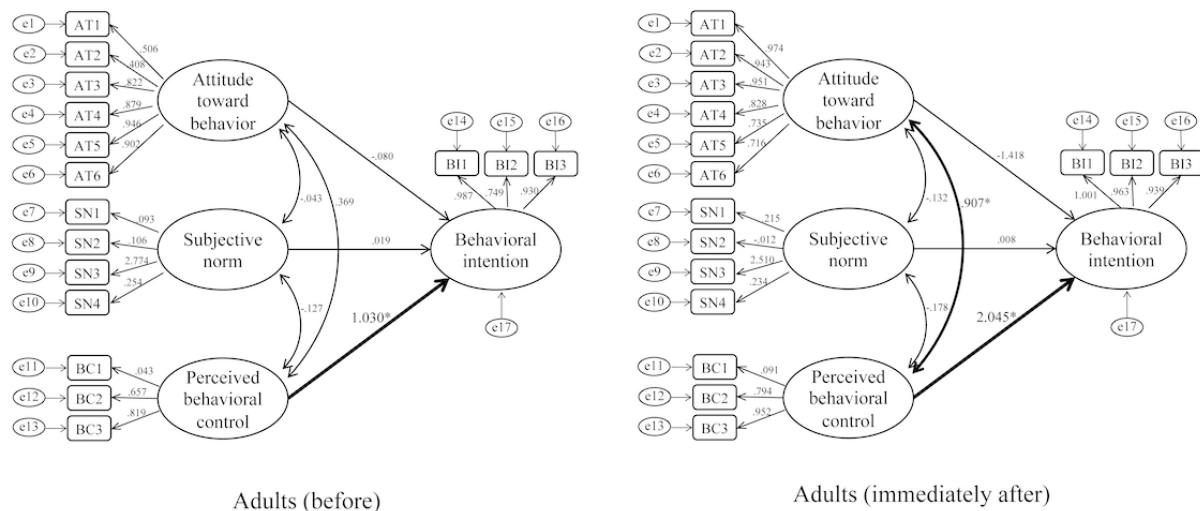 e1 AT1
e2 AT2
e3 AT3
e4 AT4
e5 AT5
e6 AT6
.506
.408
.822
.879
.946
.902
Attitude
toward
behavior
e7 SN1
e8 SN2
e9 SN3
e10 SN4
.093
.106
2.774
.254
Subjective
norm
e11 BC1
e12 BC2
e13 BC3
.043
.657
.819
Perceived
behavioral
control
-.043
.369
-.127
-.080
.019
1.030*
e14 e15 e16
BI1 BI2 BI3
.987 .749 .930
Behavioral
intention
e17
Adults (before)
e1 AT1
e2 AT2
e3 AT3
e4 AT4
e5 AT5
e6 AT6
.974
.943
.951
.828
.735
.716
Attitude
toward
behavior
e7 SN1
e8 SN2
e9 SN3
e10 SN4
.215
-.012
2.510
.234
Subjective
norm
e11 BC1
e12 BC2
e13 BC3
.091
.794
.952
Perceived
behavioral
control
-.132
.907*
-.178
-1.418
.008
2.045*
e14 e15 e16
BI1 BI2 BI3
1.001 .963 .939
Behavioral
intention
e17
Adults (immediately after)